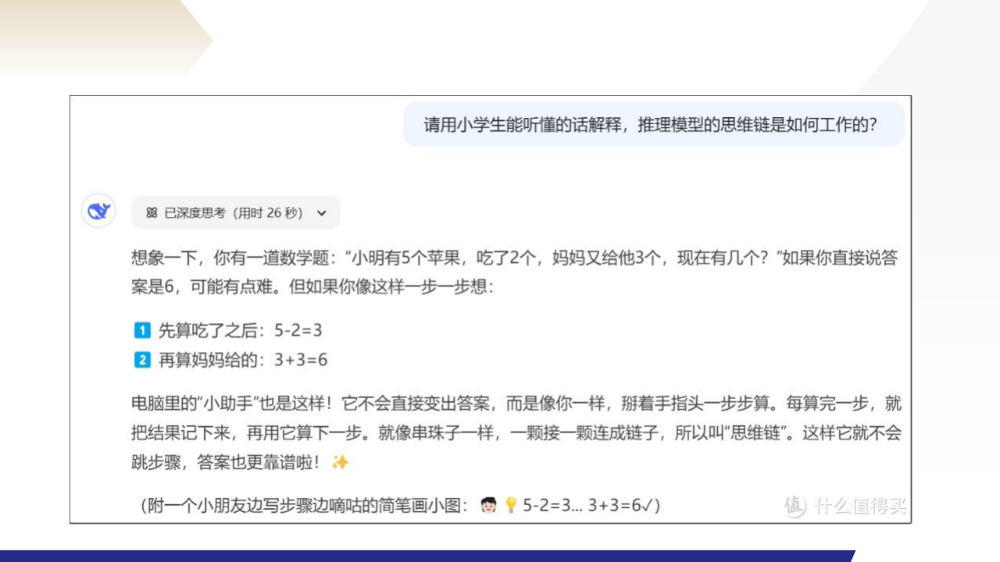 请用小学生能听懂的话解释，推理模型的思维链是如何工作的？
已深度思考（用时 26 秒）
想象一下，你有一道数学题：“小明有5个苹果，吃了2个，妈妈又给他3个，现在有几个？”如果你直接说答
案是6，可能有点难。但如果你像这样一步一步想：
1 先算吃了之后：5-2=3
2 再算妈妈给的：3+3=6
电脑里的“小助手”也是这样！它不会直接变出答案，而是像你一样，掰着手指头一步步算。每算完一步，就
把结果记下来，再用它算下一步。就像串珠子一样，一颗接一颗连成链子，所以叫“思维链”。这样它就不会
跳步骤，答案也更靠谱啦！✨
（附一个小朋友边写步骤边嘀咕的简笔画小图：👦🏻💡5-2=3... 3+3=6✓）
值 什么值得买